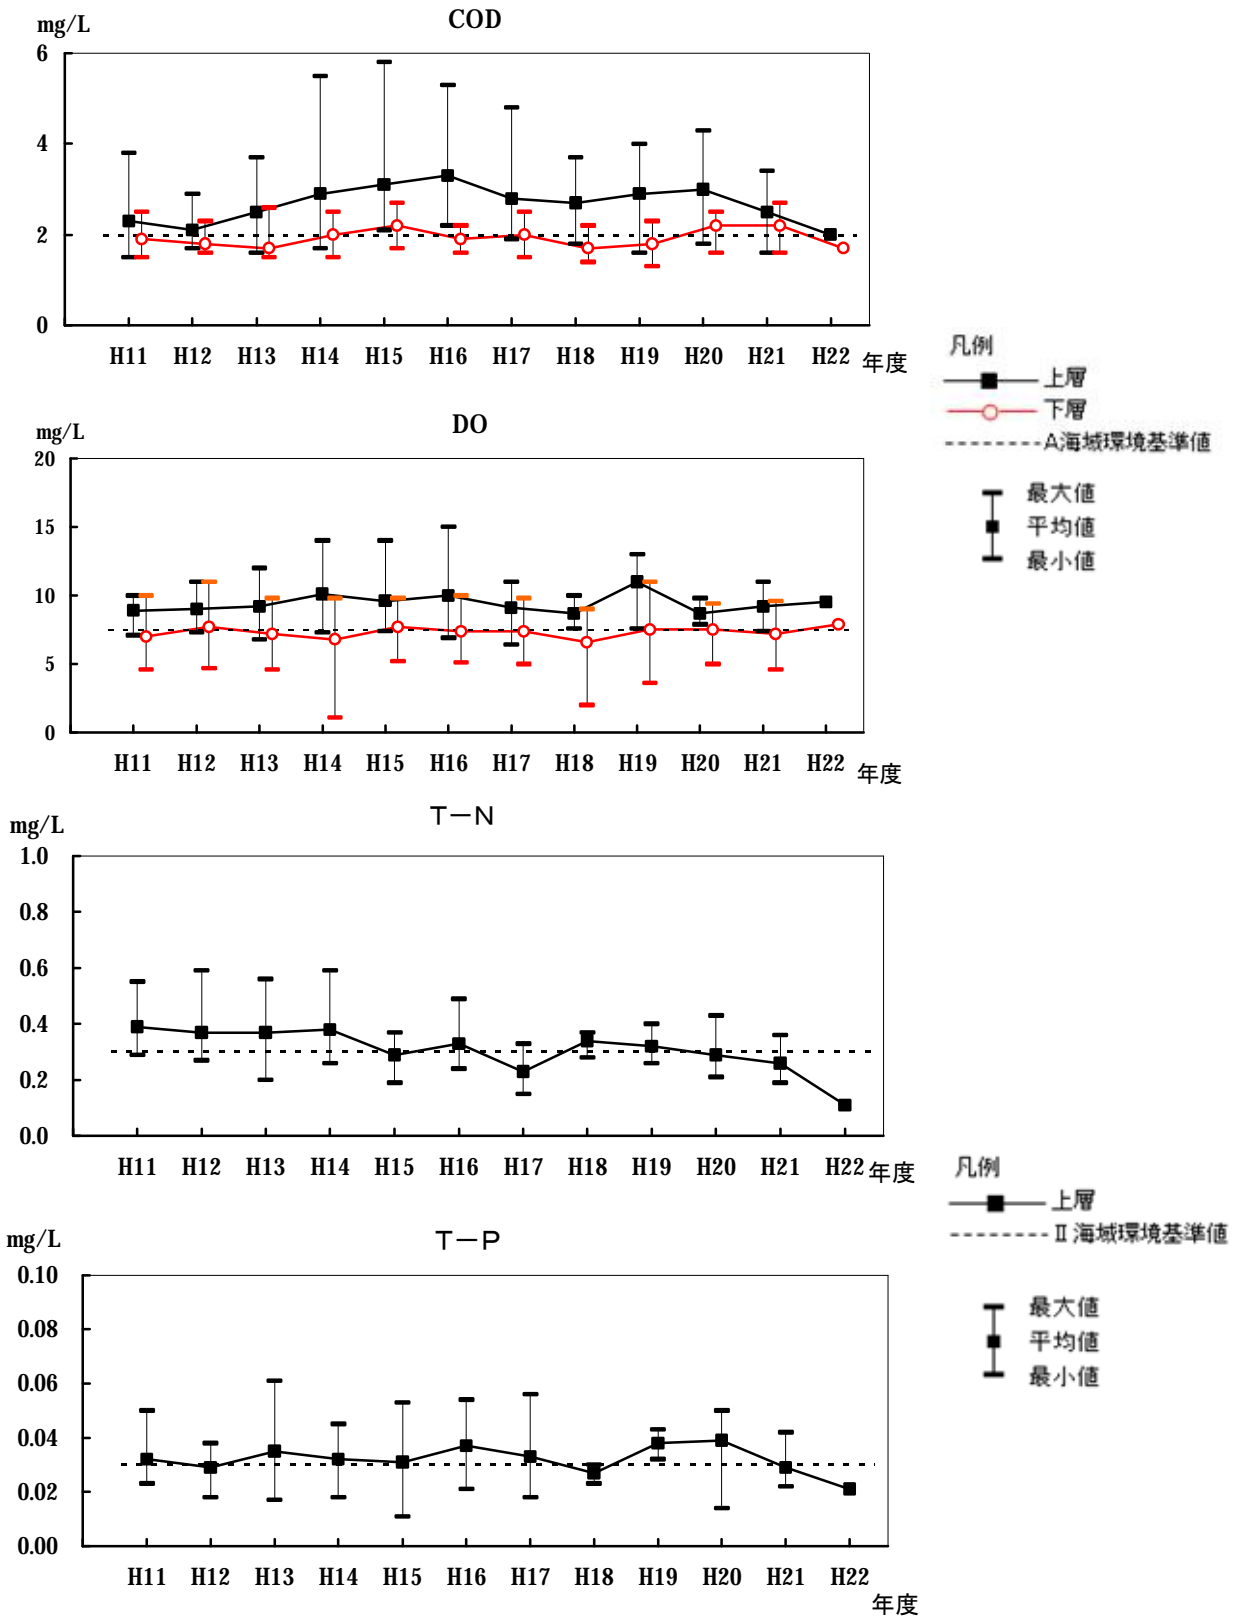 COD
mg/L
6
4
2
0
H11 H12 H13 H14 H15 H16 H17 H18 H19 H20 H21 H22 年度
凡例
上層
下層
A海域環境基準値
最大値
平均値
最小値
DO
mg/L
20
15
10
5
0
H11 H12 H13 H14 H15 H16 H17 H18 H19 H20 H21 H22 年度
T－N
mg/L
1.0
0.8
0.6
0.4
0.2
0.0
H11 H12 H13 H14 H15 H16 H17 H18 H19 H20 H21 H22 年度
凡例
上層
Ⅱ海域環境基準値
最大値
平均値
最小値
T－P
mg/L
0.10
0.08
0.06
0.04
0.02
0.00
H11 H12 H13 H14 H15 H16 H17 H18 H19 H20 H21 H22
年度